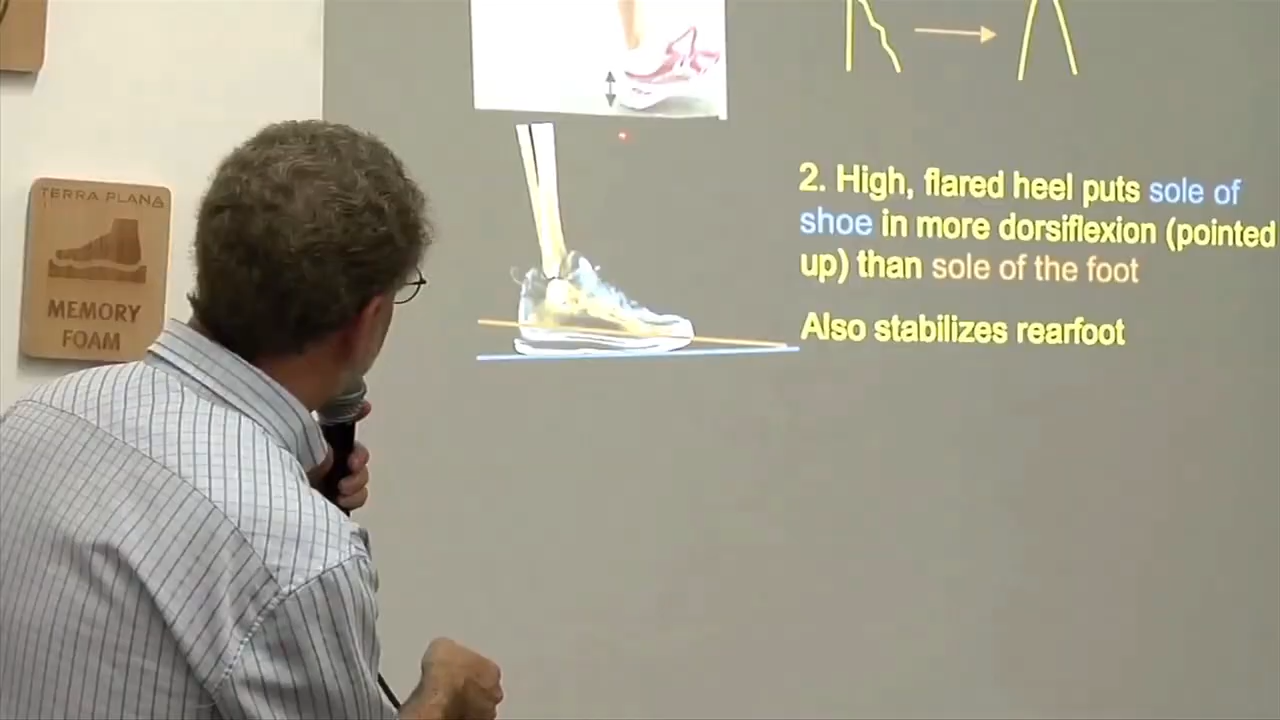 TERRA PLANA
MEMORY
FOAM
2. High, flared heel puts sole of
shoe in more dorsiflexion (pointed
up) than sole of the foot
Also stabilizes rearfoot